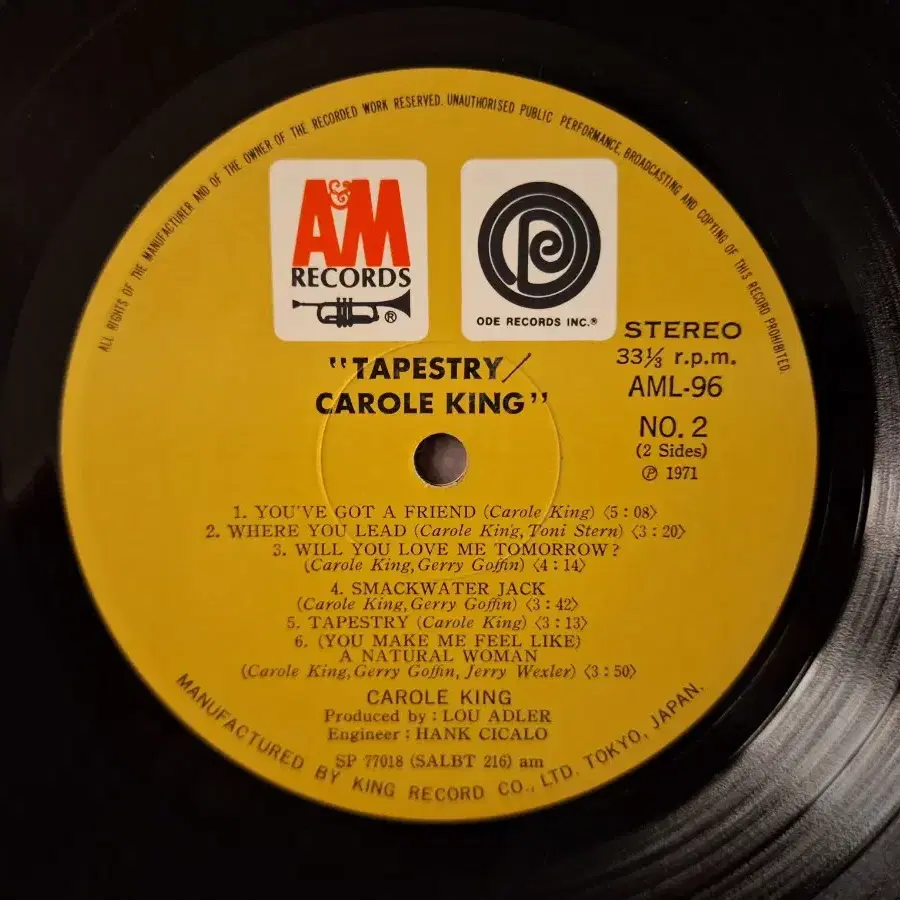 ALL RIGHTS OF THE MANUFACTURER AND OF THE OWNER OF THE RECORDED WORK RESERVED. UNAUTHORISED PUBLIC PERFORMANCE, BROADCASTING AND COPYING OF THIS RECORD PROHIBITED.
A&M
RECORDS
®
ODE RECORDS INC.®
STEREO
33⅓ r.p.m.
AML-96
NO. 2
(2 Sides)
℗ 1971
"TAPESTRY/
CAROLE KING"
1. YOU'VE GOT A FRIEND (Carole King) ⟨5:08⟩
2. WHERE YOU LEAD (Carole King, Toni Stern) ⟨3:20⟩
3. WILL YOU LOVE ME TOMORROW?
(Carole King, Gerry Goffin) ⟨4:14⟩
4. SMACKWATER JACK
(Carole King, Gerry Goffin) ⟨3:42⟩
5. TAPESTRY (Carole King) ⟨3:13⟩
6. (YOU MAKE ME FEEL LIKE)
A NATURAL WOMAN
(Carole King, Gerry Goffin, Jerry Wexler) ⟨3:50⟩
CAROLE KING
Produced by : LOU ADLER
Engineer : HANK CICALO
SP 77018 (SALBT 216) am
MANUFACTURED BY KING RECORD CO., LTD. TOKYO, JAPAN.